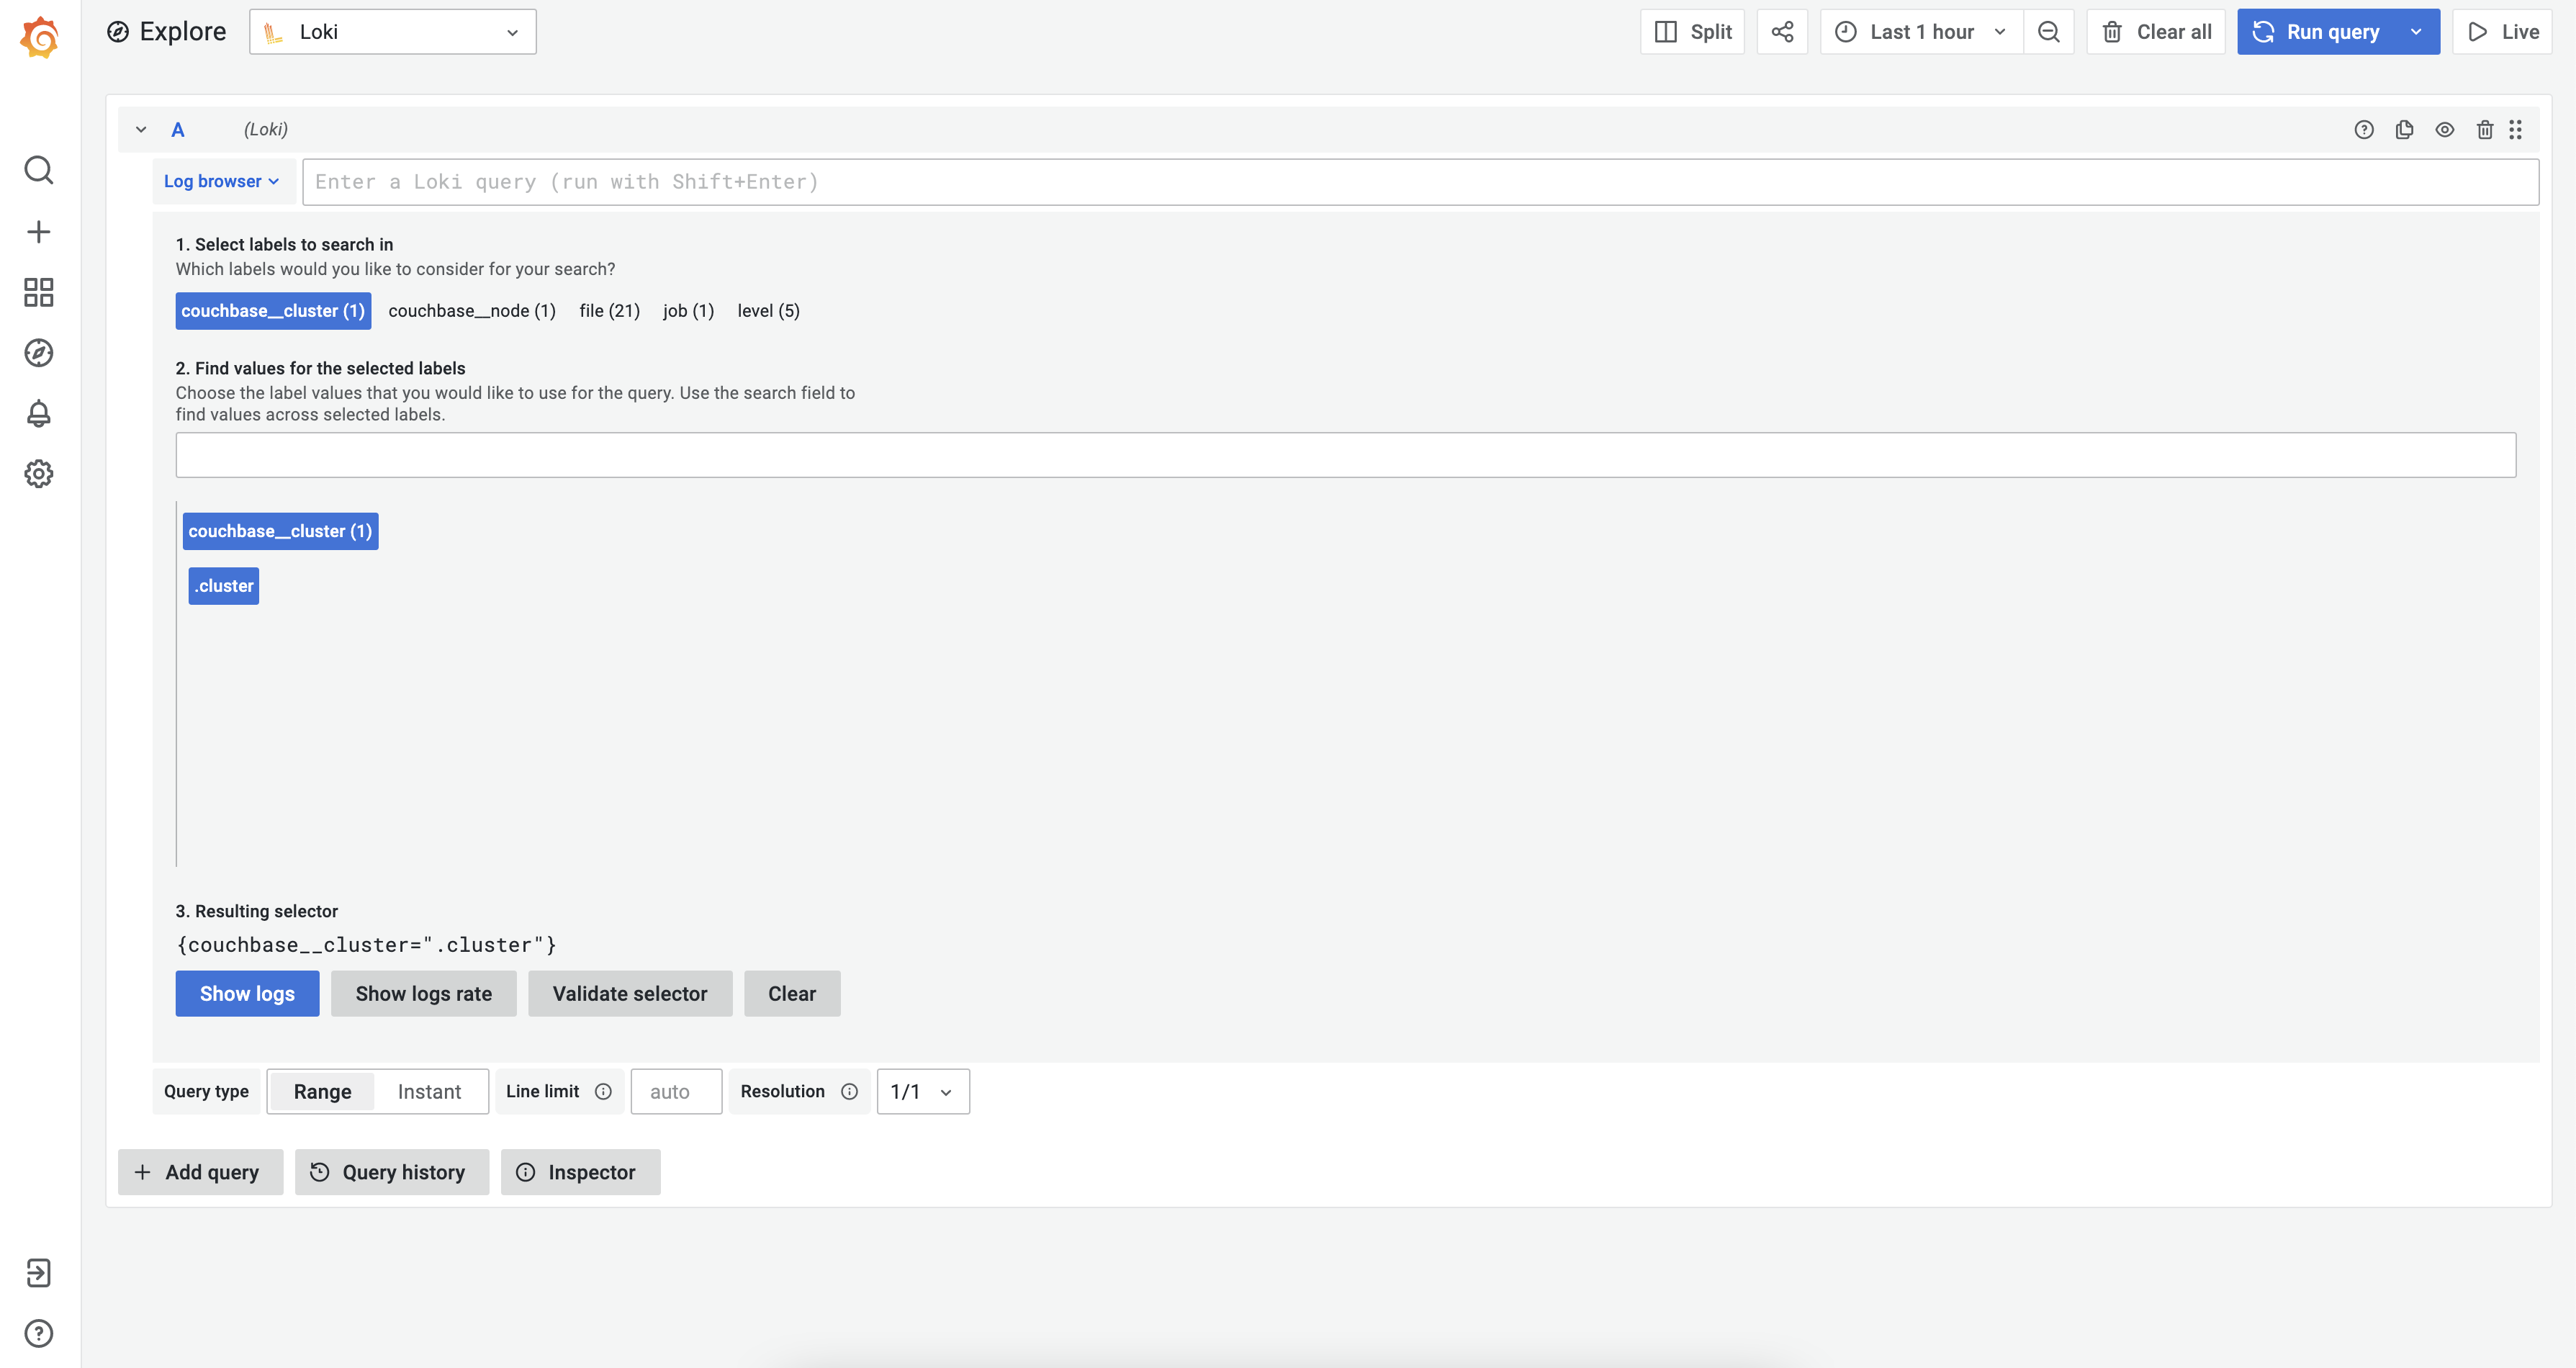 Explore Loki Split Last 1 hour Clear all Run query Live
A (Loki)
Log browser Enter a Loki query (run with Shift+Enter)
1. Select labels to search in
Which labels would you like to consider for your search?
couchbase__cluster (1) couchbase__node (1) file (21) job (1) level (5)
2. Find values for the selected labels
Choose the label values that you would like to use for the query. Use the search field to
find values across selected labels.
couchbase__cluster (1)
.cluster
3. Resulting selector
{couchbase__cluster=".cluster"}
Show logs Show logs rate Validate selector Clear
Query type Range Instant Line limit auto Resolution 1/1
Add query Query history Inspector